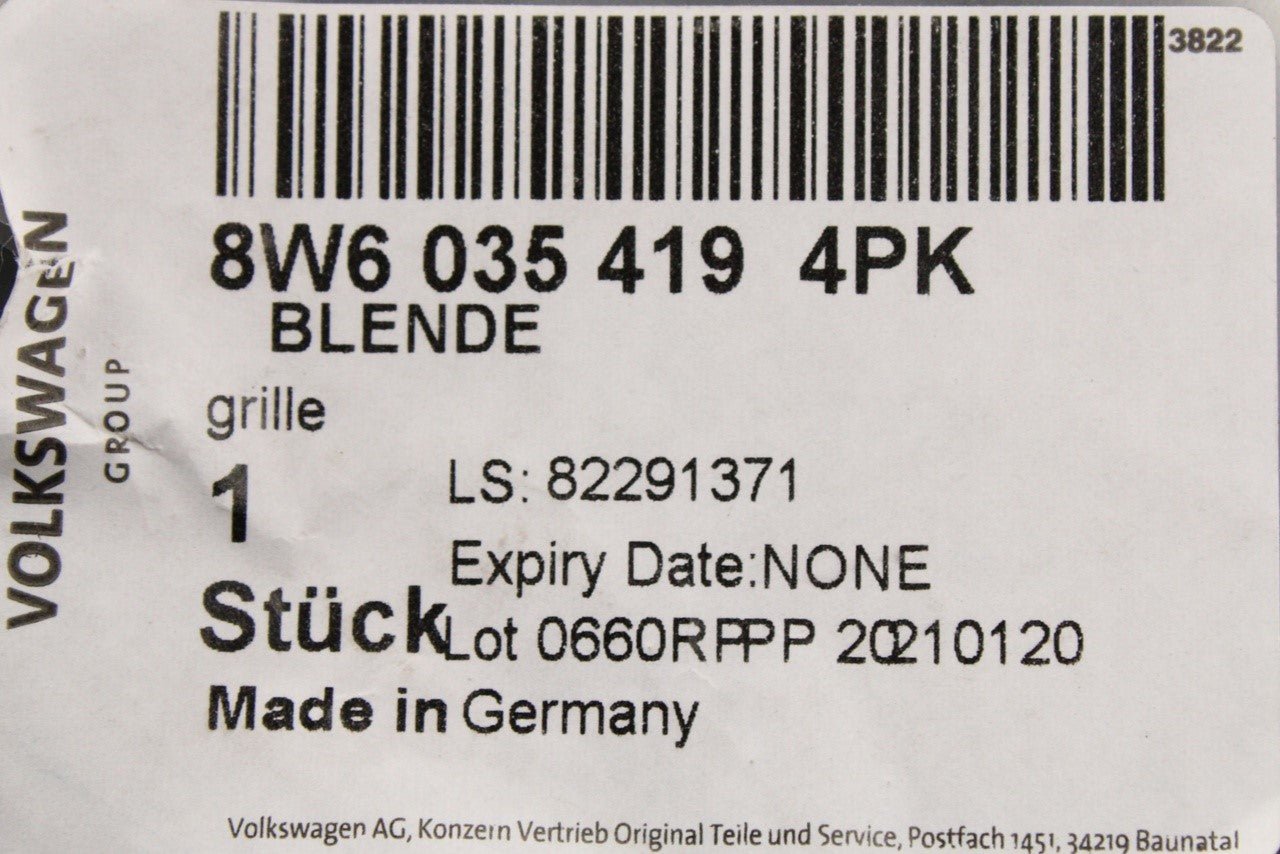 3822
8W6 035 419 4PK
BLENDE
grille
1
LS: 82291371
Expiry Date:NONE
Stück
Lot 0660RPPP 20210120
Made in Germany
VOLKSWAGEN
GROUP
Volkswagen AG, Konzern Vertrieb Original Teile und Service, Postfach 1451, 34219 Baunatal